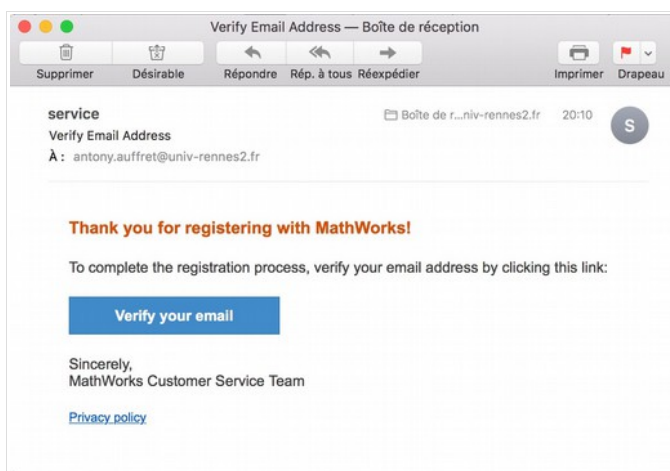 Verify Email Address — Boîte de réception
Supprimer Désirable Répondre Rép. à tous Réexpédier Imprimer Drapeau
service Boîte de r...niv-rennes2.fr 20:10 S
Verify Email Address
À : antony.auffret@univ-rennes2.fr
Thank you for registering with MathWorks!
To complete the registration process, verify your email address by clicking this link:
Verify your email
Sincerely,
MathWorks Customer Service Team
Privacy policy